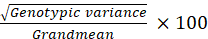 √Genotypic variance
Grandmean
× 100